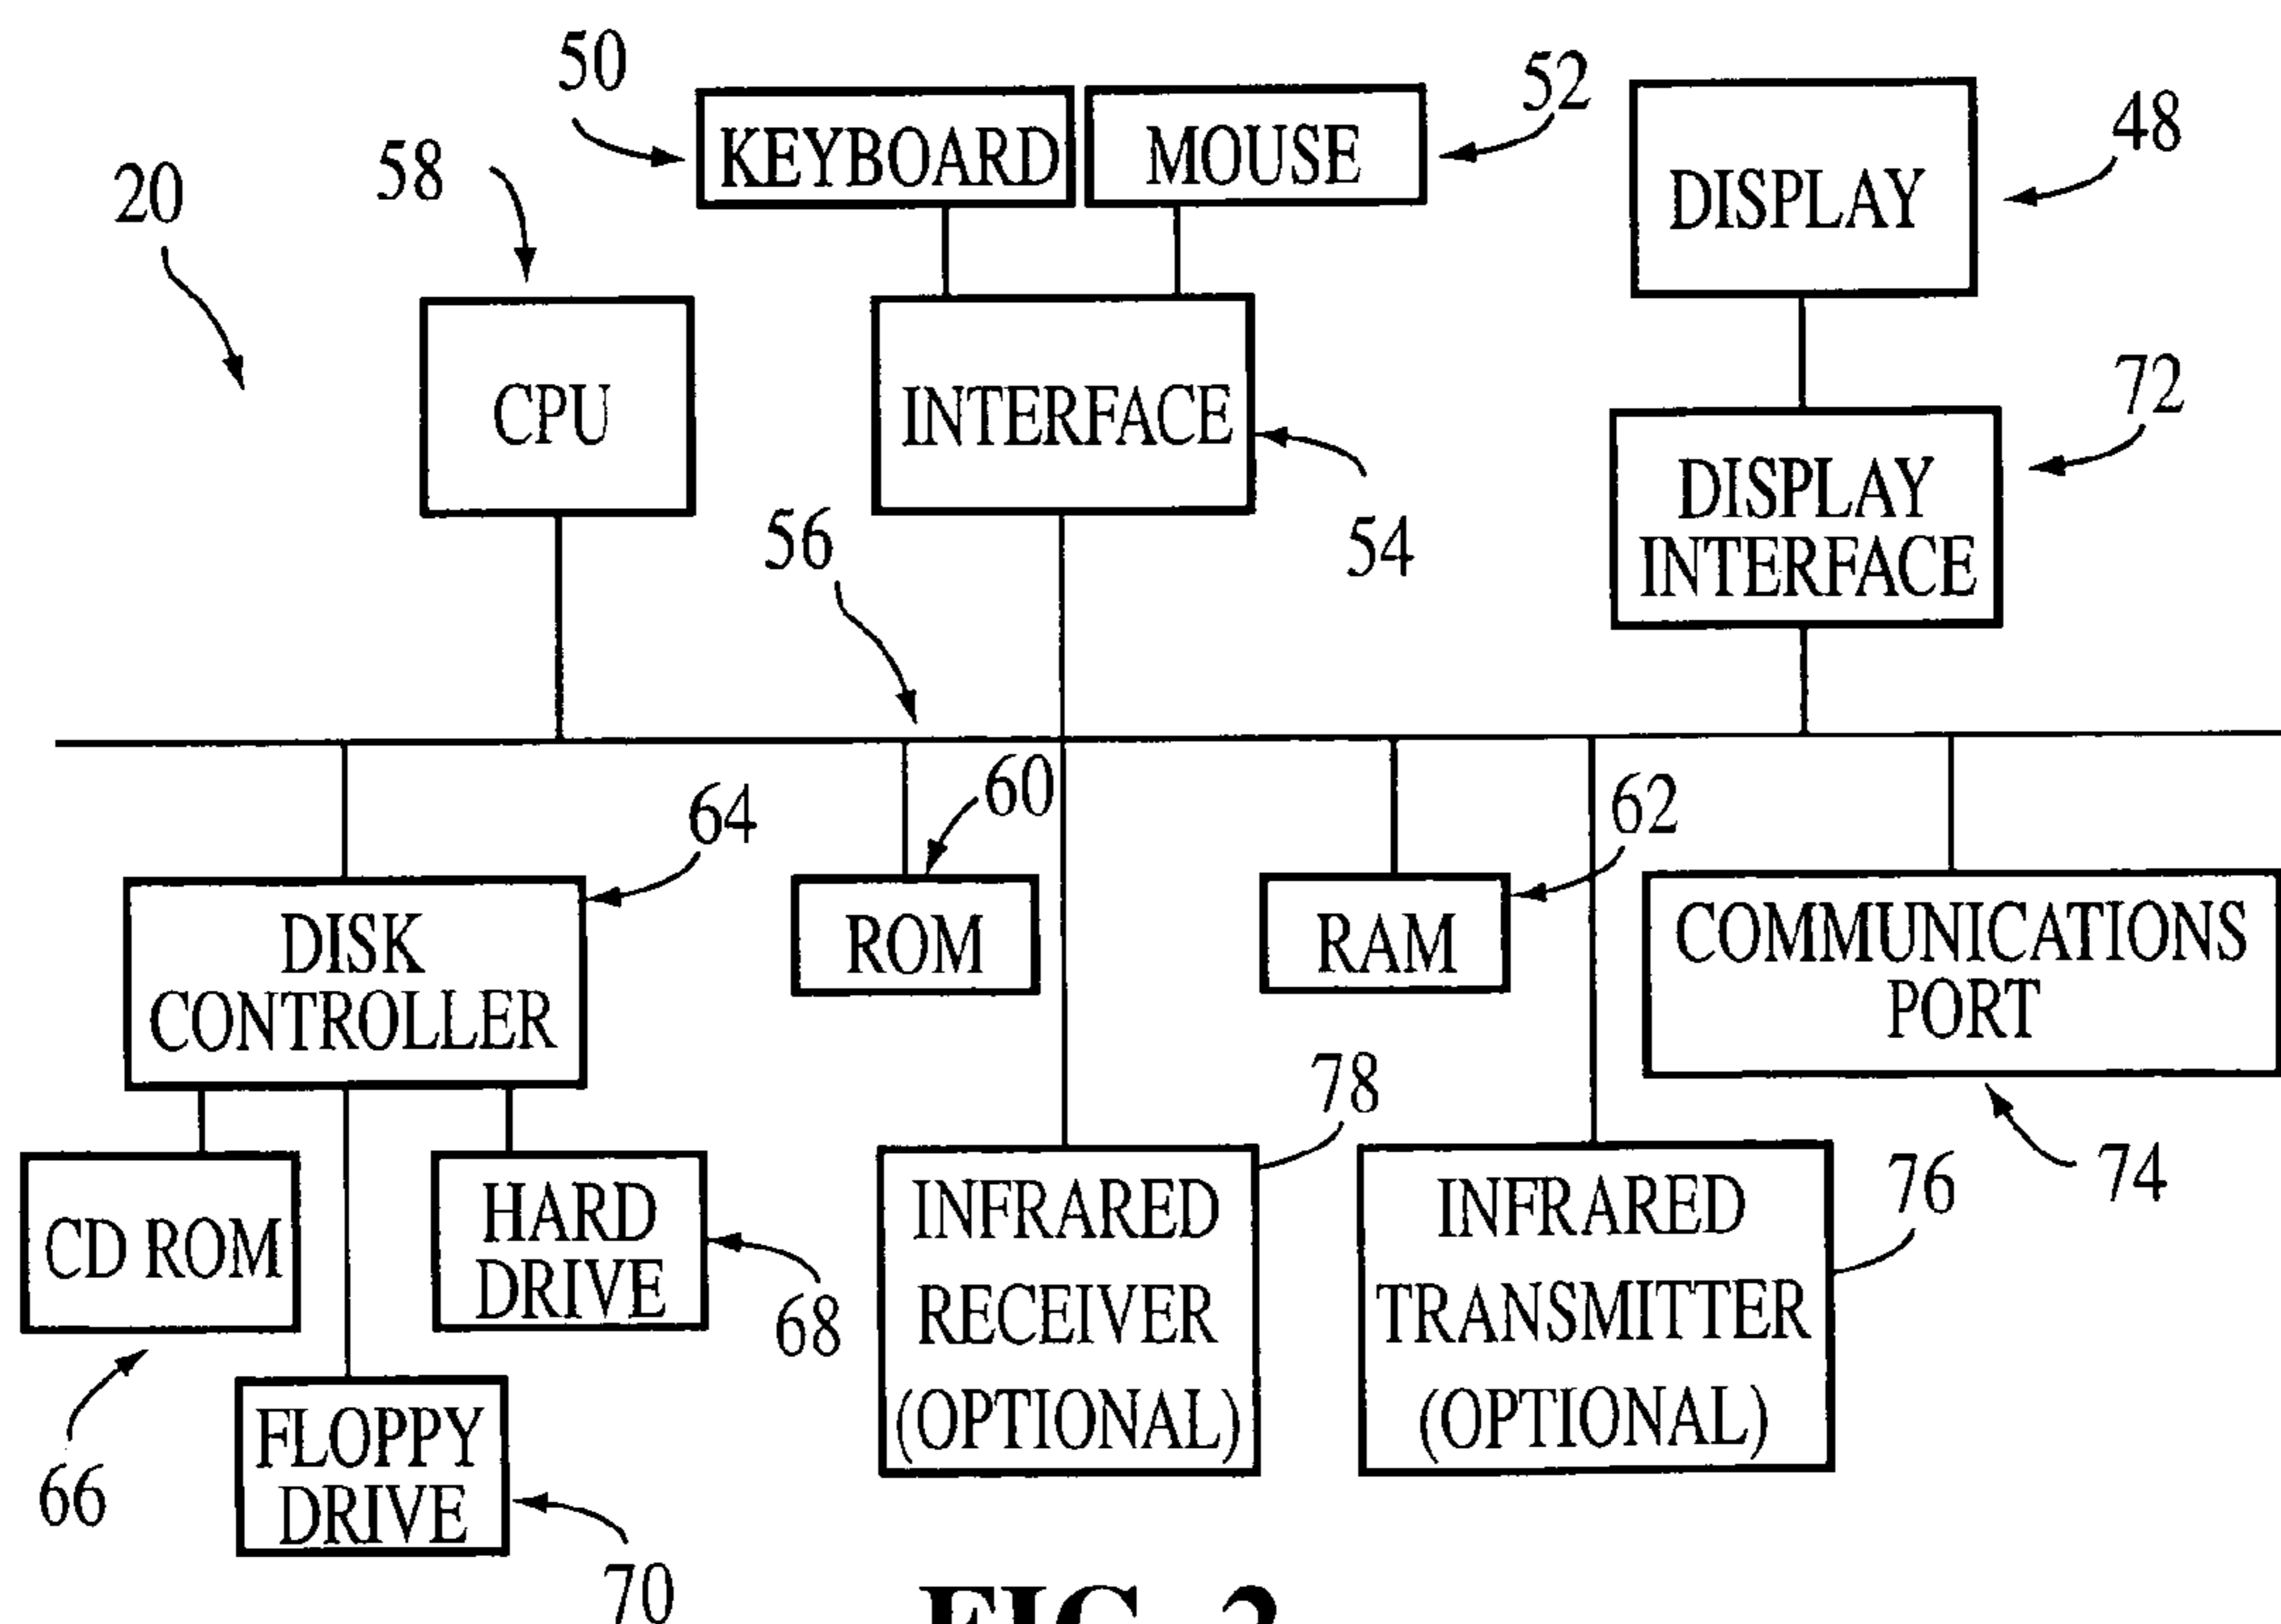 50
KEYBOARD
MOUSE
52
DISPLAY
48
20
58
CPU
INTERFACE
54
72
DISPLAY
INTERFACE
56
64
60
62
DISK
CONTROLLER
ROM
RAM
COMMUNICATIONS
PORT
74
CD ROM
66
HARD
DRIVE
68
FLOPPY
DRIVE
70
78
INFRARED
RECEIVER
(OPTIONAL)
76
INFRARED
TRANSMITTER
(OPTIONAL)